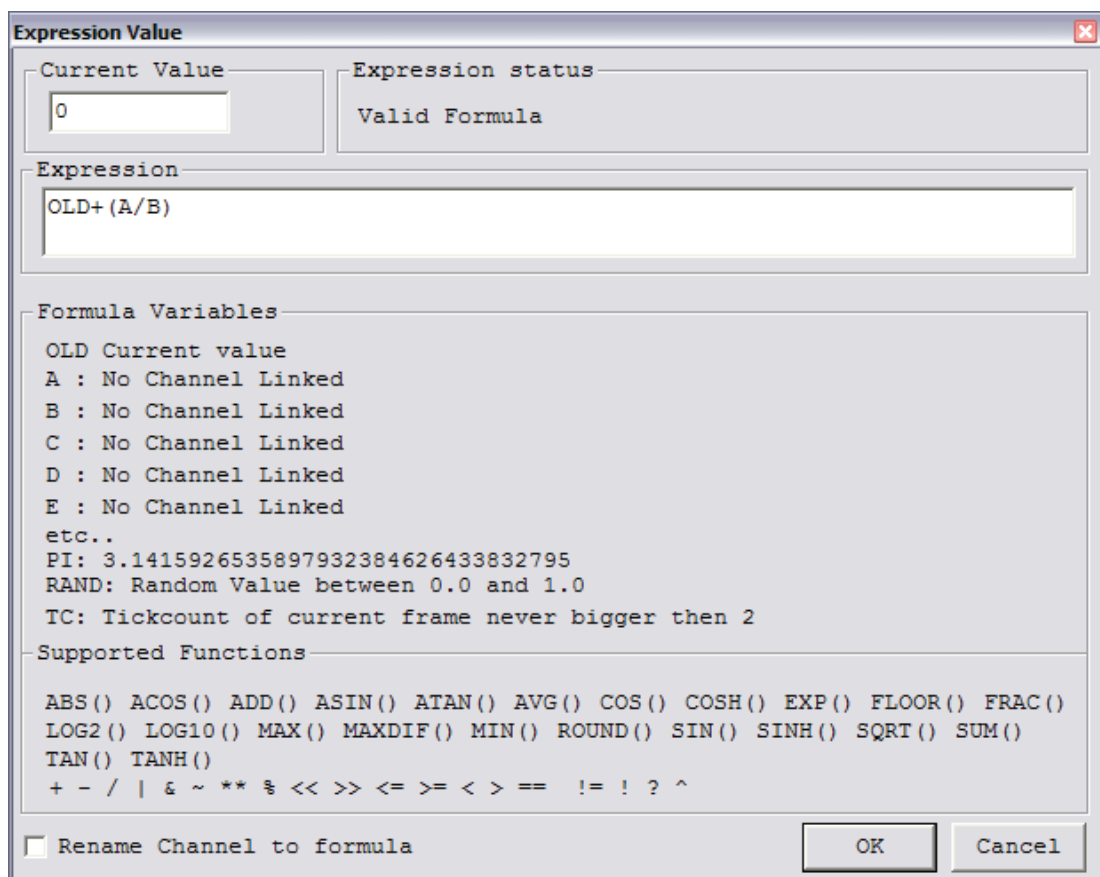 Expression Value
Current Value
0
Expression status
Valid Formula
Expression
OLD+(A/B)
Formula Variables
OLD Current value
A : No Channel Linked
B : No Channel Linked
C : No Channel Linked
D : No Channel Linked
E : No Channel Linked
etc..
PI: 3.1415926535897932384626433832795
RAND: Random Value between 0.0 and 1.0
TC: Tickcount of current frame never bigger then 2
Supported Functions
ABS() ACOS() ADD() ASIN() ATAN() AVG() COS() COSH() EXP() FLOOR() FRAC()
LOG2() LOG10() MAX() MAXDIF() MIN() ROUND() SIN() SINH() SQRT() SUM()
TAN() TANH()
+ - / | & ~ ** % << >> <= >= < > == != ! ? ^
Rename Channel to formula
OK
Cancel